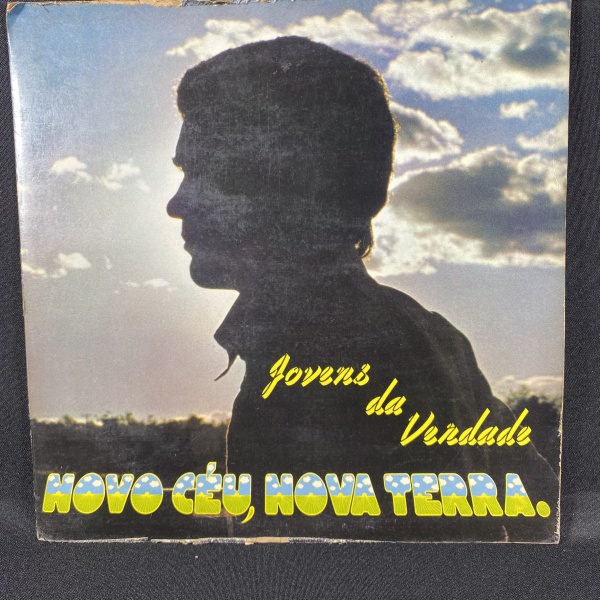 Jovens
da
Verdade
NOVO CÉU, NOVA TERRA.